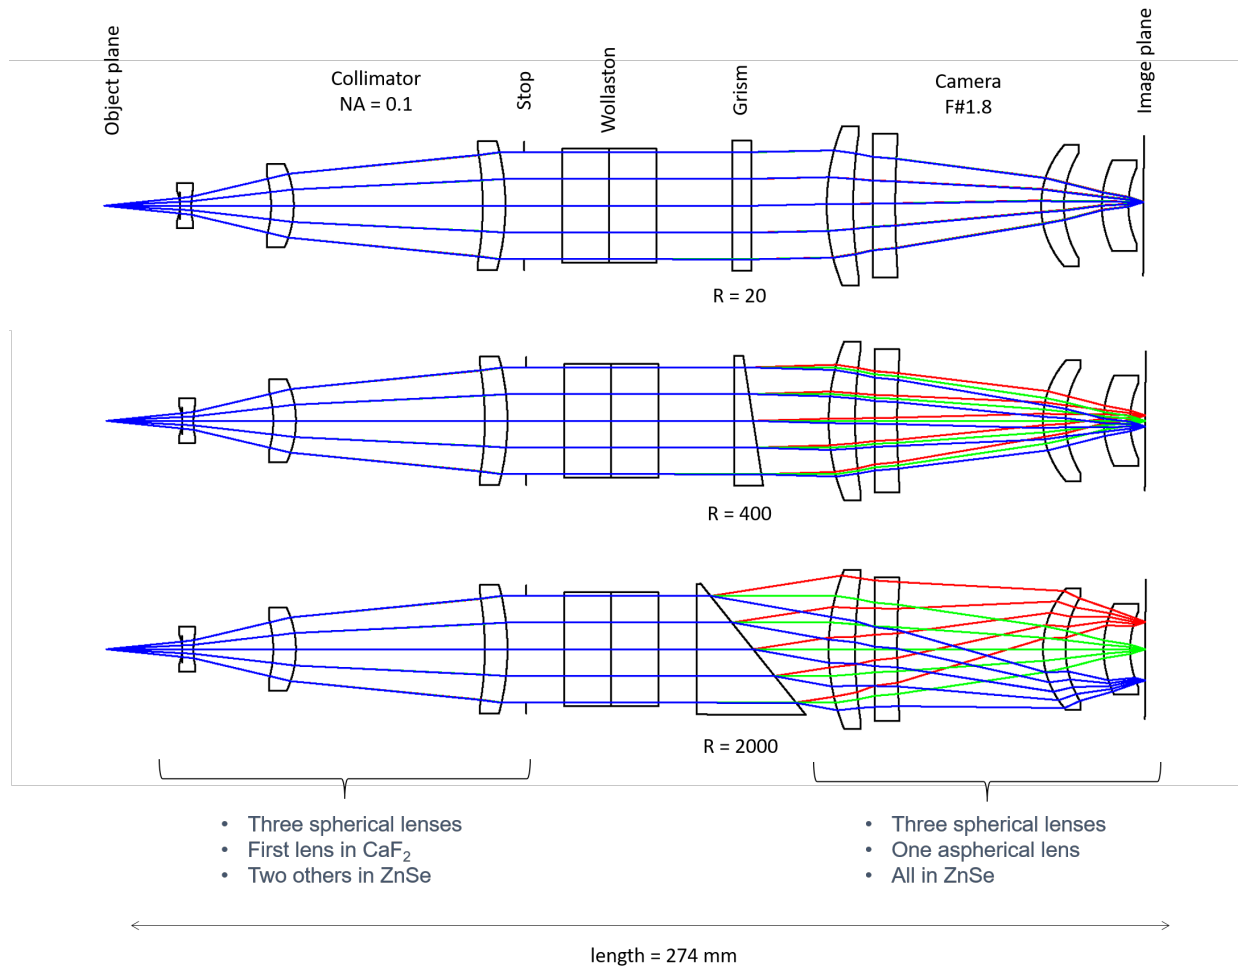 Object plane
Collimator
NA = 0.1
Stop
Wollaston
Grism
Camera
F#1.8
Image plane
R = 20
R = 400
R = 2000
• Three spherical lenses
• First lens in CaF₂
• Two others in ZnSe
• Three spherical lenses
• One aspherical lens
• All in ZnSe
length = 274 mm